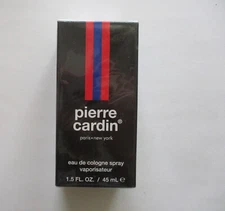 pierre
cardin®
paris•new york
eau de cologne spray
vaporisateur
1.5 FL. OZ. / 45 mL ℮